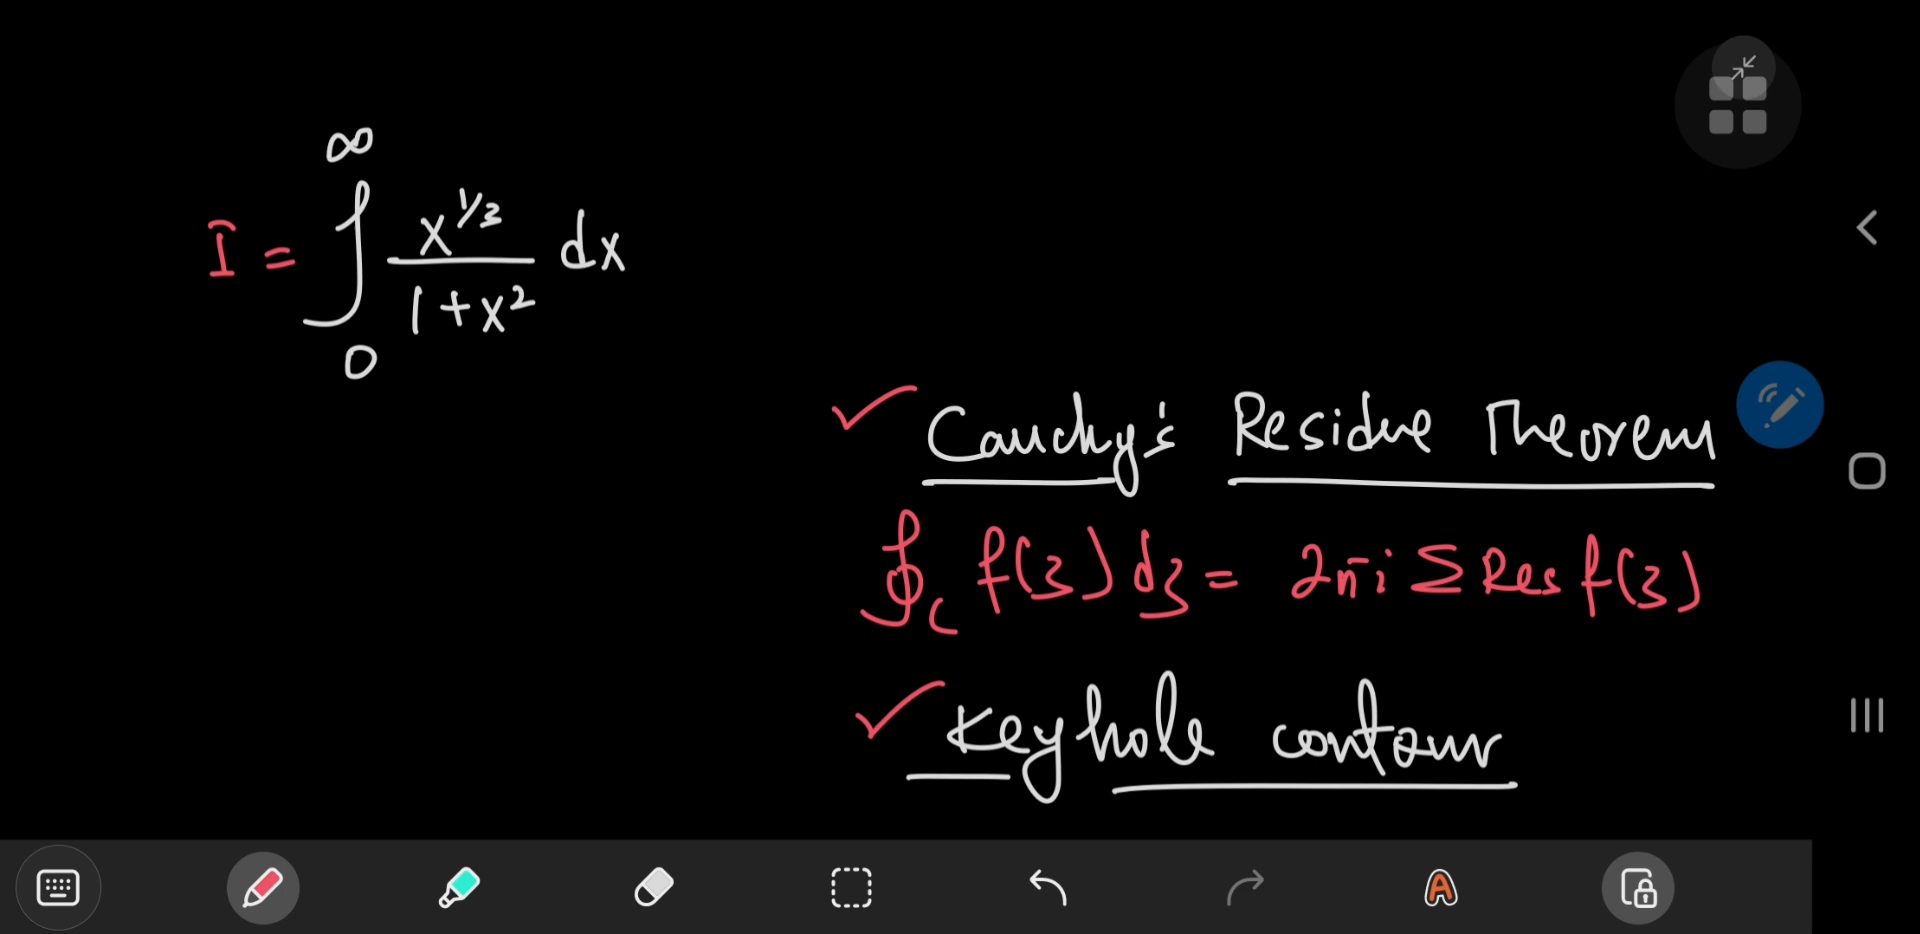 I = ∫₀^∞ x^{1/3} / (1+x²) dx
✓ Cauchy's Residue Theorem
∮_C f(z) dz = 2πi Σ Res f(z)
✓ Keyhole contour
A